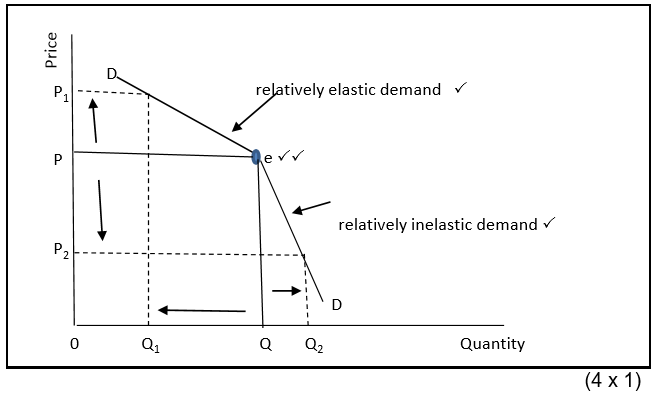 Price
D
P1
relatively elastic demand ✓
P
e ✓✓
relatively inelastic demand ✓
P2
D
0
Q1
Q
Q2
Quantity
(4 x 1)